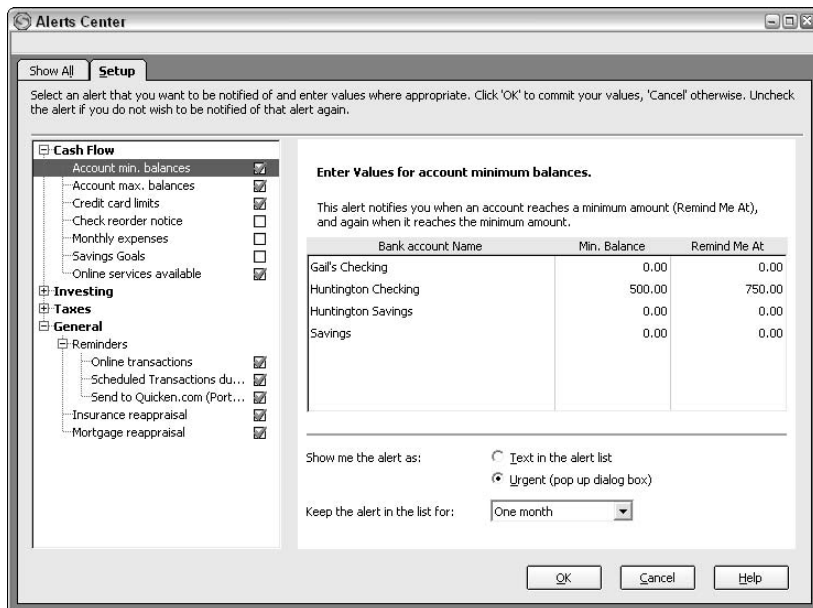 Alerts Center
Show All Setup
Select an alert that you want to be notified of and enter values where appropriate. Click 'OK' to commit your values, 'Cancel' otherwise. Uncheck
the alert if you do not wish to be notified of that alert again.
Cash Flow
Account min. balances
Account max. balances
Credit card limits
Check reorder notice
Monthly expenses
Savings Goals
Online services available
Investing
Taxes
General
Reminders
Online transactions
Scheduled Transactions du...
Send to Quicken.com (Port...
Insurance reappraisal
Mortgage reappraisal
Enter Values for account minimum balances.
This alert notifies you when an account reaches a minimum amount (Remind Me At),
and again when it reaches the minimum amount.
Bank account Name Min. Balance Remind Me At
Gail's Checking 0.00 0.00
Huntington Checking 500.00 750.00
Huntington Savings 0.00 0.00
Savings 0.00 0.00
Show me the alert as: Text in the alert list
Urgent (pop up dialog box)
Keep the alert in the list for: One month
OK Cancel Help